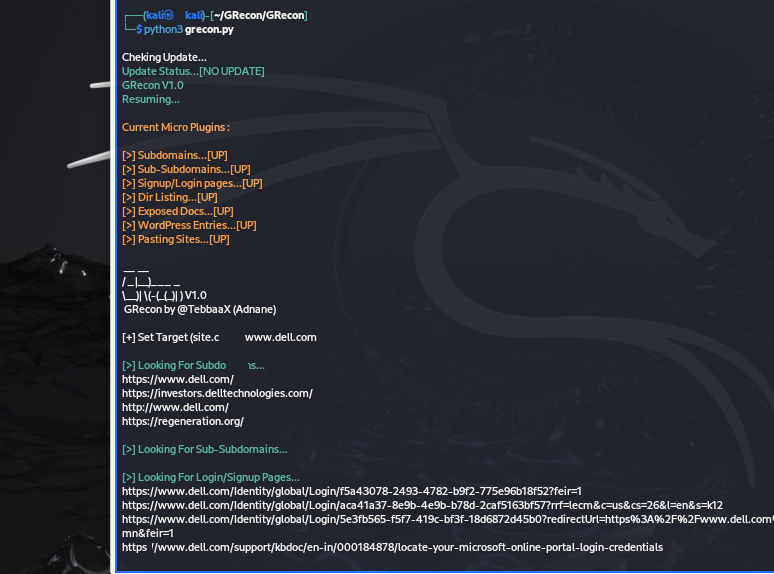 (kali㉿ kali)-[~/GRecon/GRecon]
$ python3 grecon.py
Cheking Update...
Update Status...[NO UPDATE]
GRecon V1.0
Resuming...
Current Micro Plugins :
[>] Subdomains...[UP]
[>] Sub-Subdomains...[UP]
[>] Signup/Login pages...[UP]
[>] Dir Listing...[UP]
[>] Exposed Docs...[UP]
[>] WordPress Entries...[UP]
[>] Pasting Sites...[UP]
__ __
/ _ |__)_ _ _ _
\__)| \(-(_(_)| ) V1.0
GRecon by @TebbaaX (Adnane)
[+] Set Target (site.c www.dell.com
[>] Looking For Subdo s...
https://www.dell.com/
https://investors.delltechnologies.com/
http://www.dell.com/
https://regeneration.org/
[>] Looking For Sub-Subdomains...
[>] Looking For Login/Signup Pages...
https://www.dell.com/Identity/global/Login/f5a43078-2493-4782-b9f2-775e96b18f52?feir=1
https://www.dell.com/Identity/global/Login/aca41a37-8e9b-4e9b-b78d-2caf5163bf57?rrf=lecm&c=us&cs=26&l=en&s=k12
https://www.dell.com/Identity/global/Login/5e3fb565-f5f7-419c-bf3f-18d6872d45b0?redirectUrl=https%3A%2F%2Fwww.dell.com%
mn&feir=1
https //www.dell.com/support/kbdoc/en-in/000184878/locate-your-microsoft-online-portal-login-credentials